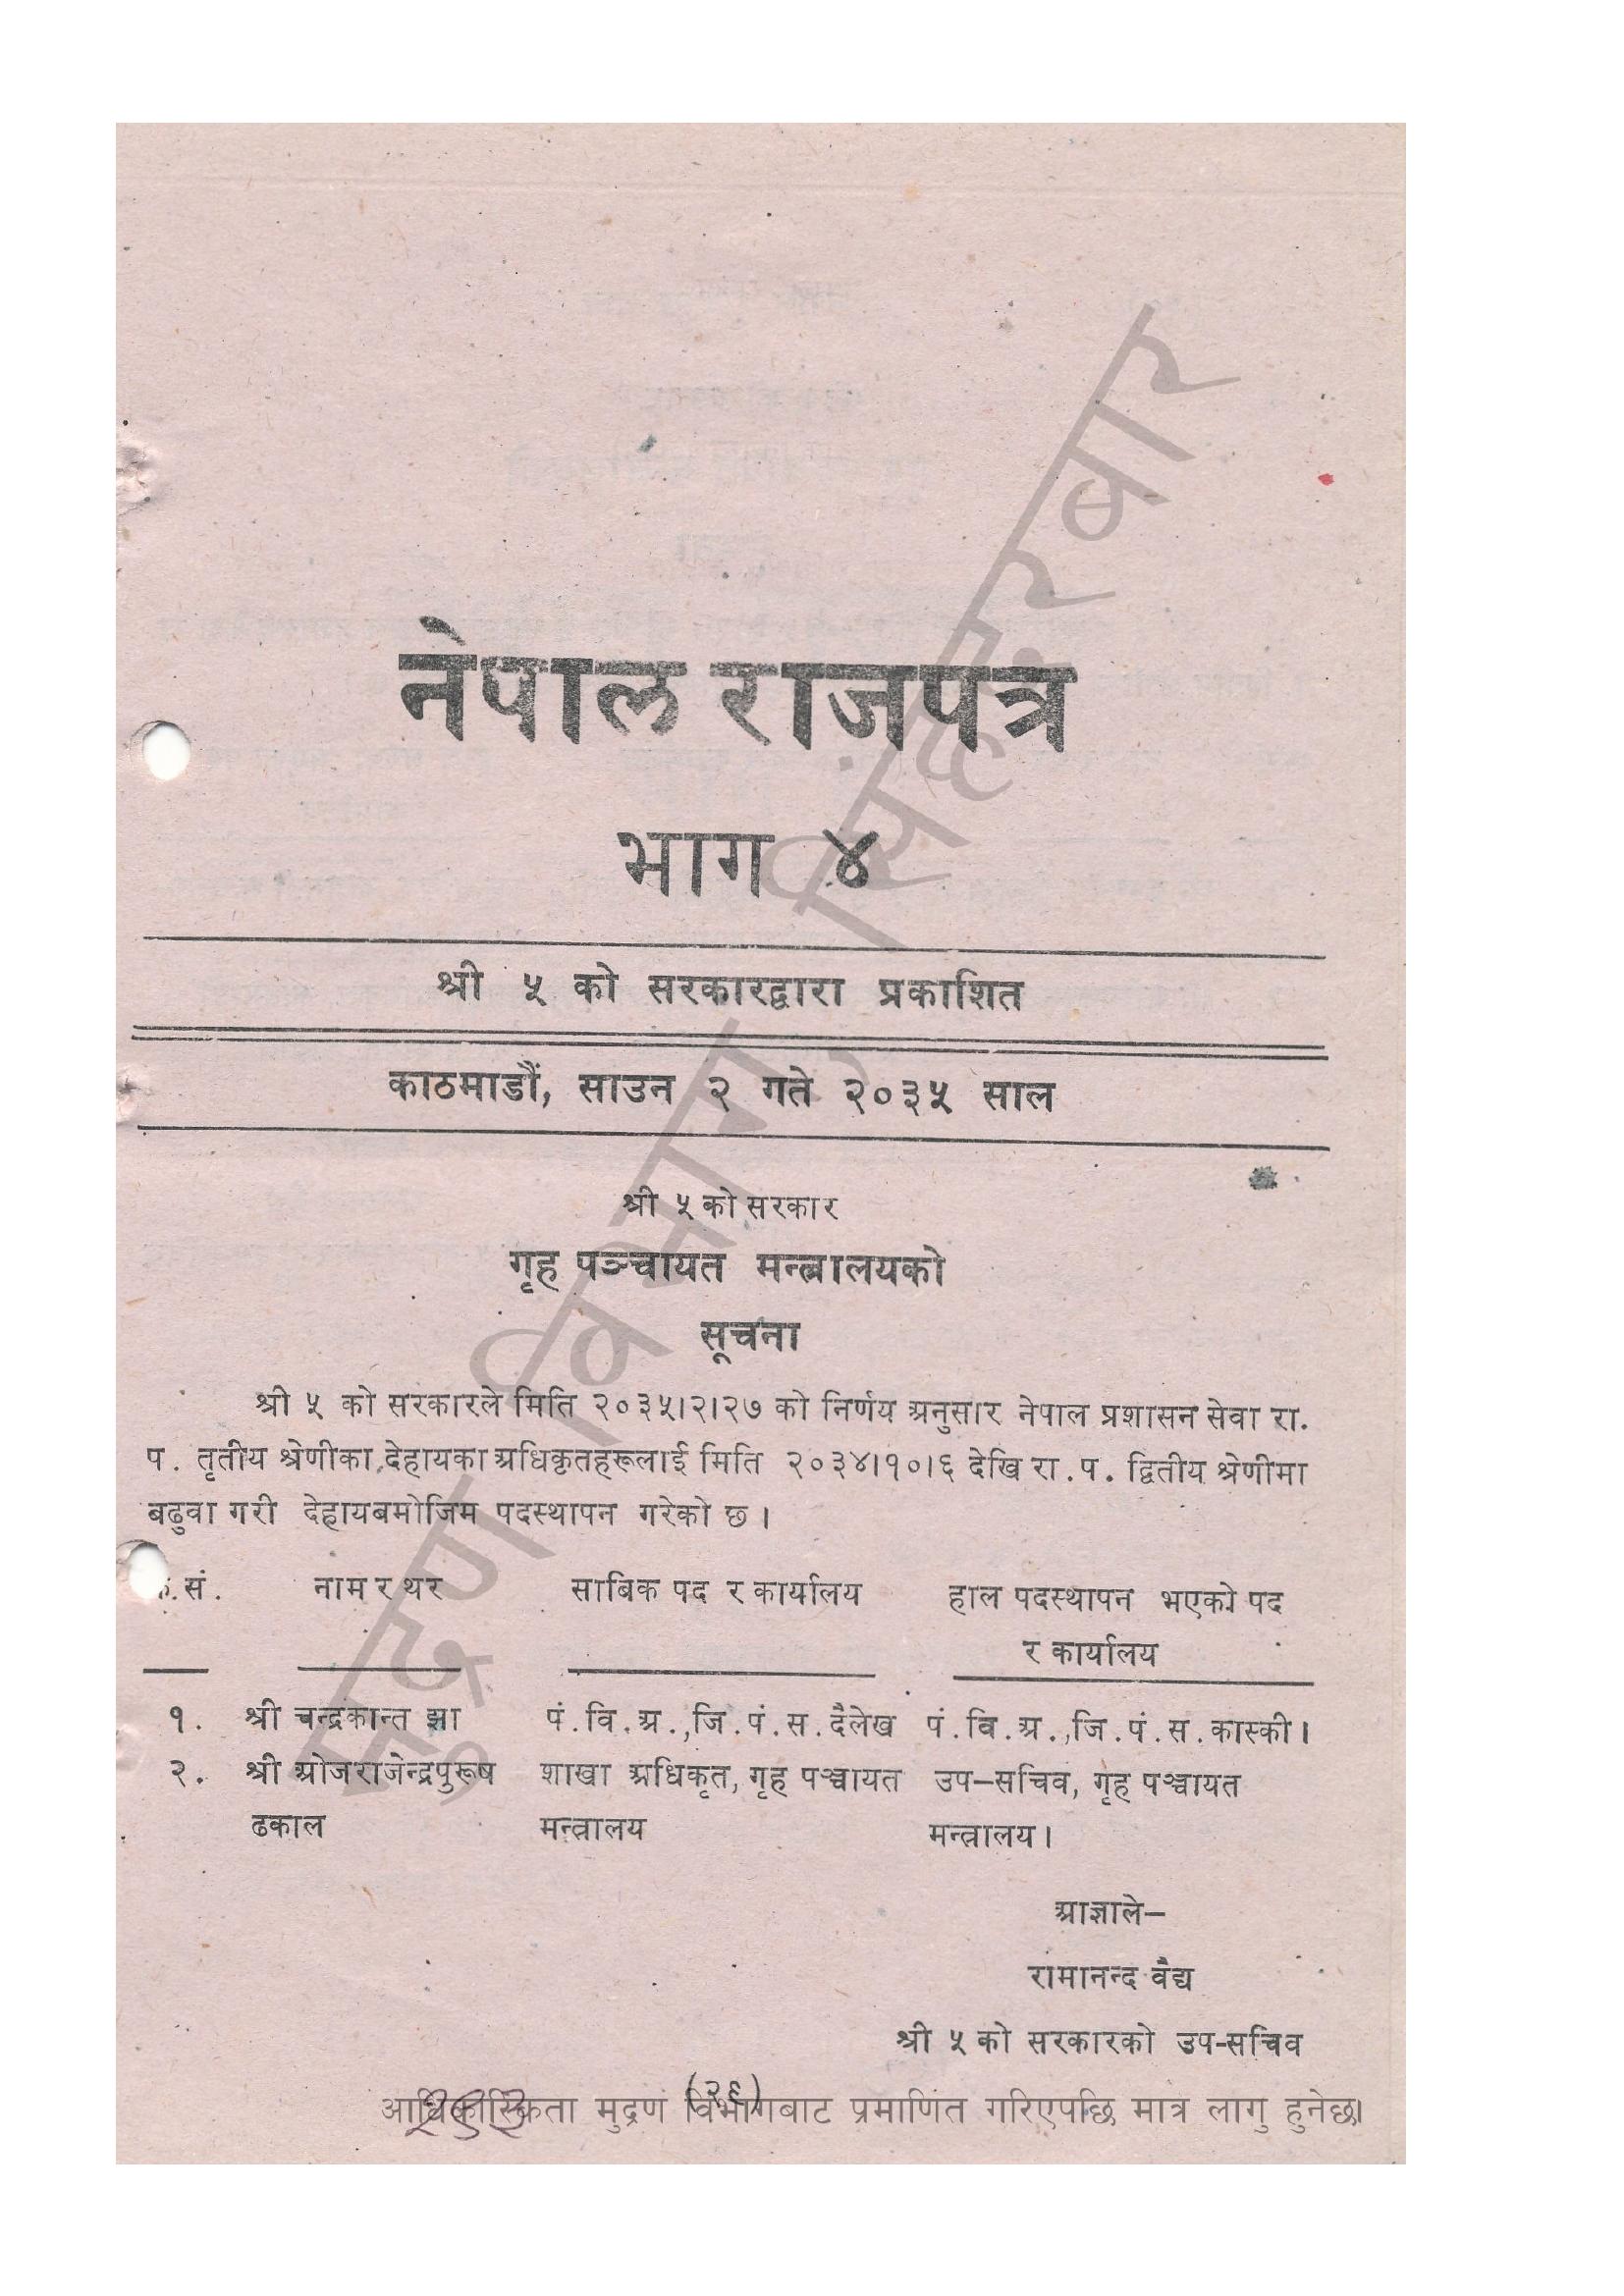 नेपाल राजपत्र
भाग ४
श्री ५ को सरकारद्वारा प्रकाशित
काठमाडौं, साउन २ गते २०३५ साल
श्री ५ को सरकार
गृह पञ्चायत मन्त्रालयको
सूचना
श्री ५ को सरकारले मिति २०३५।२।२७ को निर्णय अनुसार नेपाल प्रशासन सेवा रा.
प. तृतीय श्रेणीका देहायका अधिकृतहरूलाई मिति २०३४।१०।६ देखि रा.प. द्वितीय श्रेणीमा
बढुवा गरी देहायबमोजिम पदस्थापन गरेको छ ।
क.सं. नाम र थर साबिक पद र कार्यालय हाल पदस्थापन भएको पद
र कार्यालय
१. श्री चन्द्रकान्त झा पं.वि.अ.,जि.पं.स.दैलेख पं.वि.अ.,जि.पं.स.कास्की।
२. श्री ओजराजेन्द्रपुरूष शाखा अधिकृत, गृह पञ्चायत उप-सचिव, गृह पञ्चायत
ढकाल मन्त्रालय मन्त्रालय।
आज्ञाले-
रामानन्द वैद्य
श्री ५ को सरकारको उप-सचिव
(२९)
आधिकारिकता मुद्रण विभागबाट प्रमाणित गरिएपछि मात्र लागु हुनेछ।
मुद्रण विभाग, सिंहदरबार